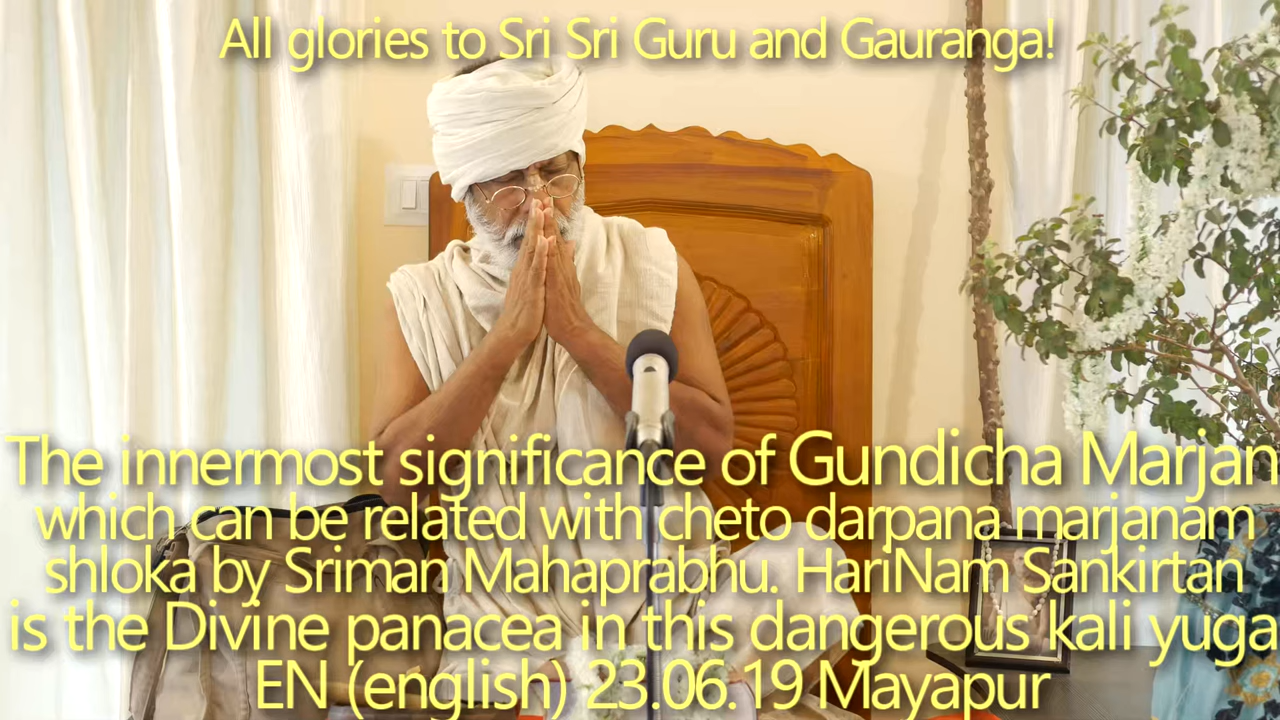 All glories to Sri Sri Guru and Gauranga!
The innermost significance of Gundicha Marjan
which can be related with cheto darpana marjanam
shloka by Sriman Mahaprabhu. HariNam Sankirtan
is the Divine panacea in this dangerous kali yuga
EN (english) 23.06.19 Mayapur